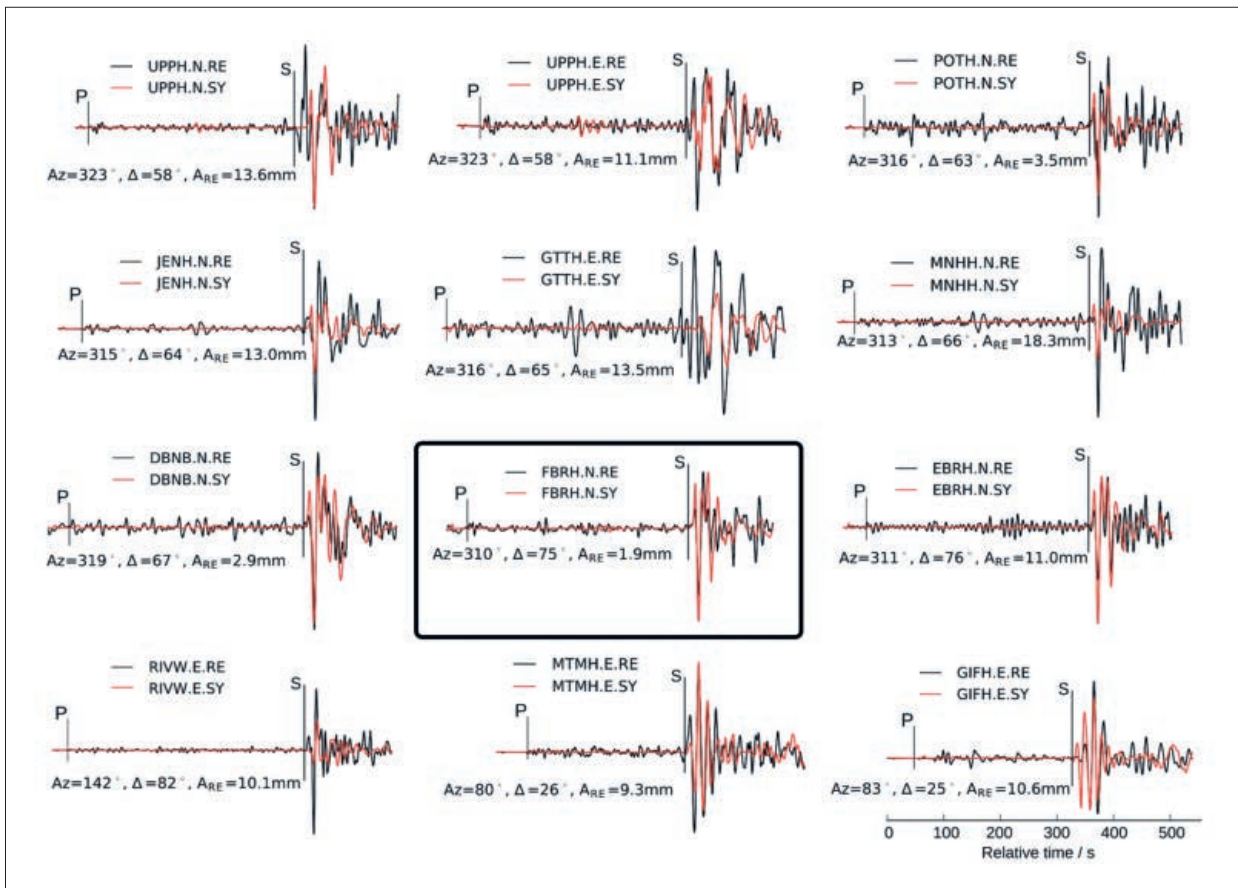 UPPH.N.RE
UPPH.N.SY
P
S
Az=323°, Δ=58°, A_RE=13.6mm
UPPH.E.RE
UPPH.E.SY
P
S
Az=323°, Δ=58°, A_RE=11.1mm
POTH.N.RE
POTH.N.SY
P
S
Az=316°, Δ=63°, A_RE=3.5mm
JENH.N.RE
JENH.N.SY
P
S
Az=315°, Δ=64°, A_RE=13.0mm
GTTH.E.RE
GTTH.E.SY
P
S
Az=316°, Δ=65°, A_RE=13.5mm
MNHH.N.RE
MNHH.N.SY
P
S
Az=313°, Δ=66°, A_RE=18.3mm
DBNB.N.RE
DBNB.N.SY
P
S
Az=319°, Δ=67°, A_RE=2.9mm
FBRH.N.RE
FBRH.N.SY
P
S
Az=310°, Δ=75°, A_RE=1.9mm
EBRH.N.RE
EBRH.N.SY
P
S
Az=311°, Δ=76°, A_RE=11.0mm
RIVW.E.RE
RIVW.E.SY
P
S
Az=142°, Δ=82°, A_RE=10.1mm
MTMH.E.RE
MTMH.E.SY
P
S
Az=80°, Δ=26°, A_RE=9.3mm
GIFH.E.RE
GIFH.E.SY
P
S
Az=83°, Δ=25°, A_RE=10.6mm
0 100 200 300 400 500
Relative time / s